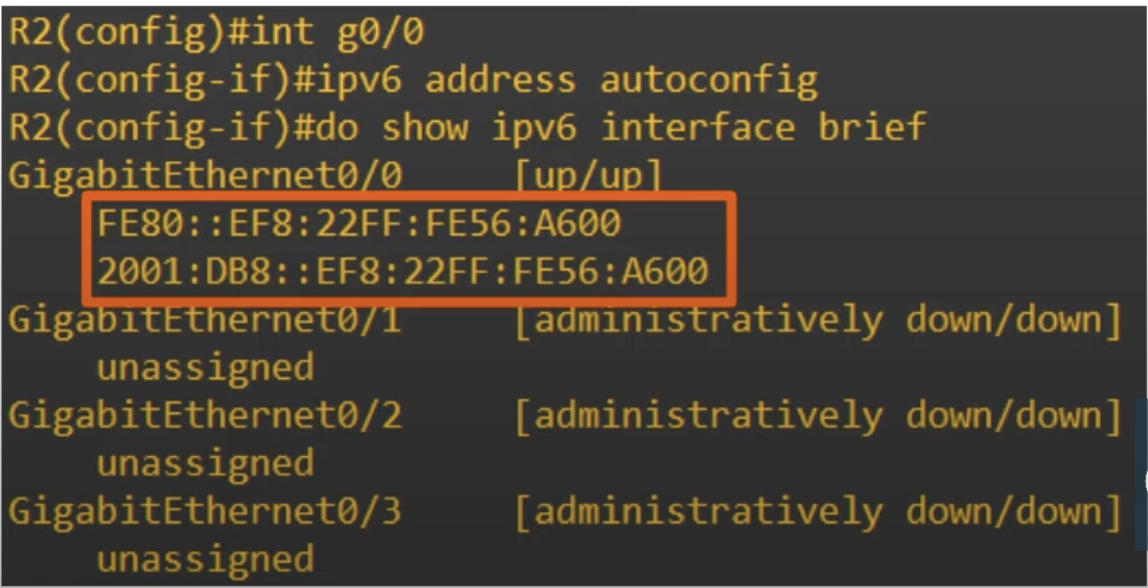 R2(config)#int g0/0
R2(config-if)#ipv6 address autoconfig
R2(config-if)#do show ipv6 interface brief
GigabitEthernet0/0 [up/up]
FE80::EF8:22FF:FE56:A600
2001:DB8::EF8:22FF:FE56:A600
GigabitEthernet0/1 [administratively down/down]
unassigned
GigabitEthernet0/2 [administratively down/down]
unassigned
GigabitEthernet0/3 [administratively down/down]
unassigned